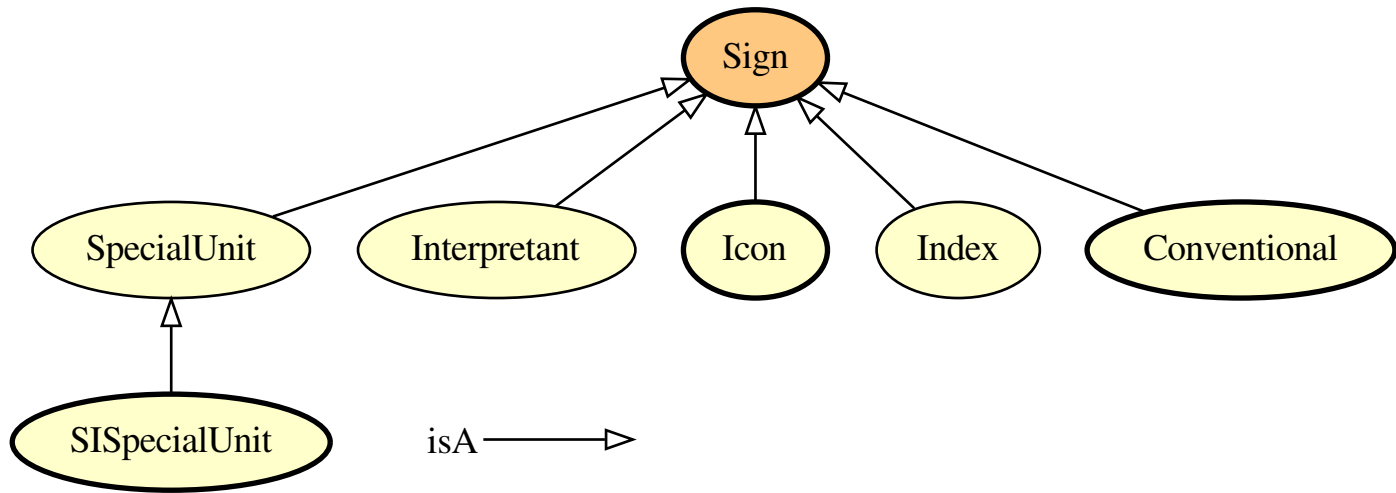 Sign
SpecialUnit
Interpretant
Icon
Index
Conventional
SISpecialUnit
isA